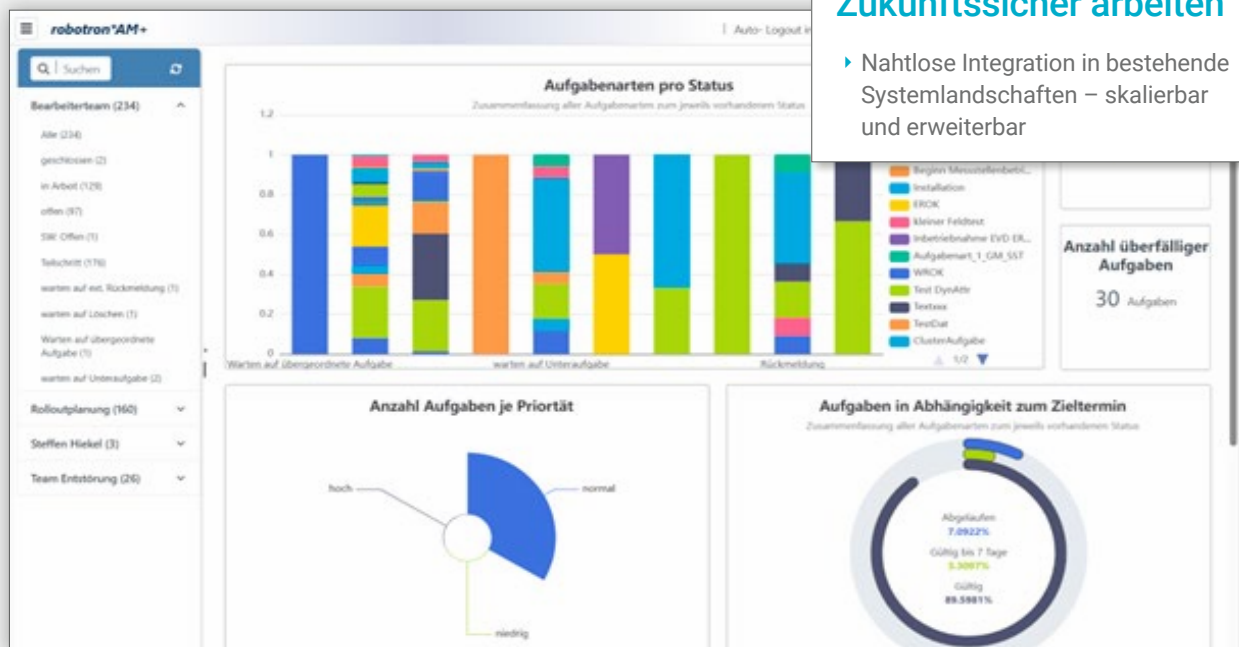 robotron*AM+
Auto- Logout in
Zukunftssicher arbeiten
Nahtlose Integration in bestehende
Systemlandschaften – skalierbar
und erweiterbar
Suchen
Bearbeiterteam (234)
Alle (234)
geschlossen (2)
in Arbeit (129)
offen (97)
SW: Offen (1)
Teilschritt (176)
warten auf ext. Rückmeldung (1)
warten auf Löschen (1)
Warten auf übergeordnete
Aufgabe (1)
warten auf Unteraufgabe (2)
Rolloutplanung (160)
Steffen Hiekel (3)
Team Entstörung (26)
Aufgabenarten pro Status
Zusammenfassung aller Aufgabenarten zum jeweils vorhandenen Status
1.2
1
0.8
0.6
0.4
0.2
0
Warten auf übergeordnete Aufgabe
warten auf Unteraufgabe
Rückmeldung
Beginn Messstellenbetri...
Installation
EROK
kleiner Feldtest
Inbetriebnahme EVD ER...
Aufgabenart_1_GM_SST
WROK
Test DynAttr
Textxxx
TestDat
ClusterAufgabe
1/2
Anzahl überfälliger
Aufgaben
30 Aufgaben
Anzahl Aufgaben je Priortät
hoch
normal
niedrig
Aufgaben in Abhängigkeit zum Zieltermin
Zusammenfassung aller Aufgabenarten zum jeweils vorhandenen Status
Abgelaufen
7.0922%
Gültig bis 7 Tage
3.3097%
Gültig
89.5981%